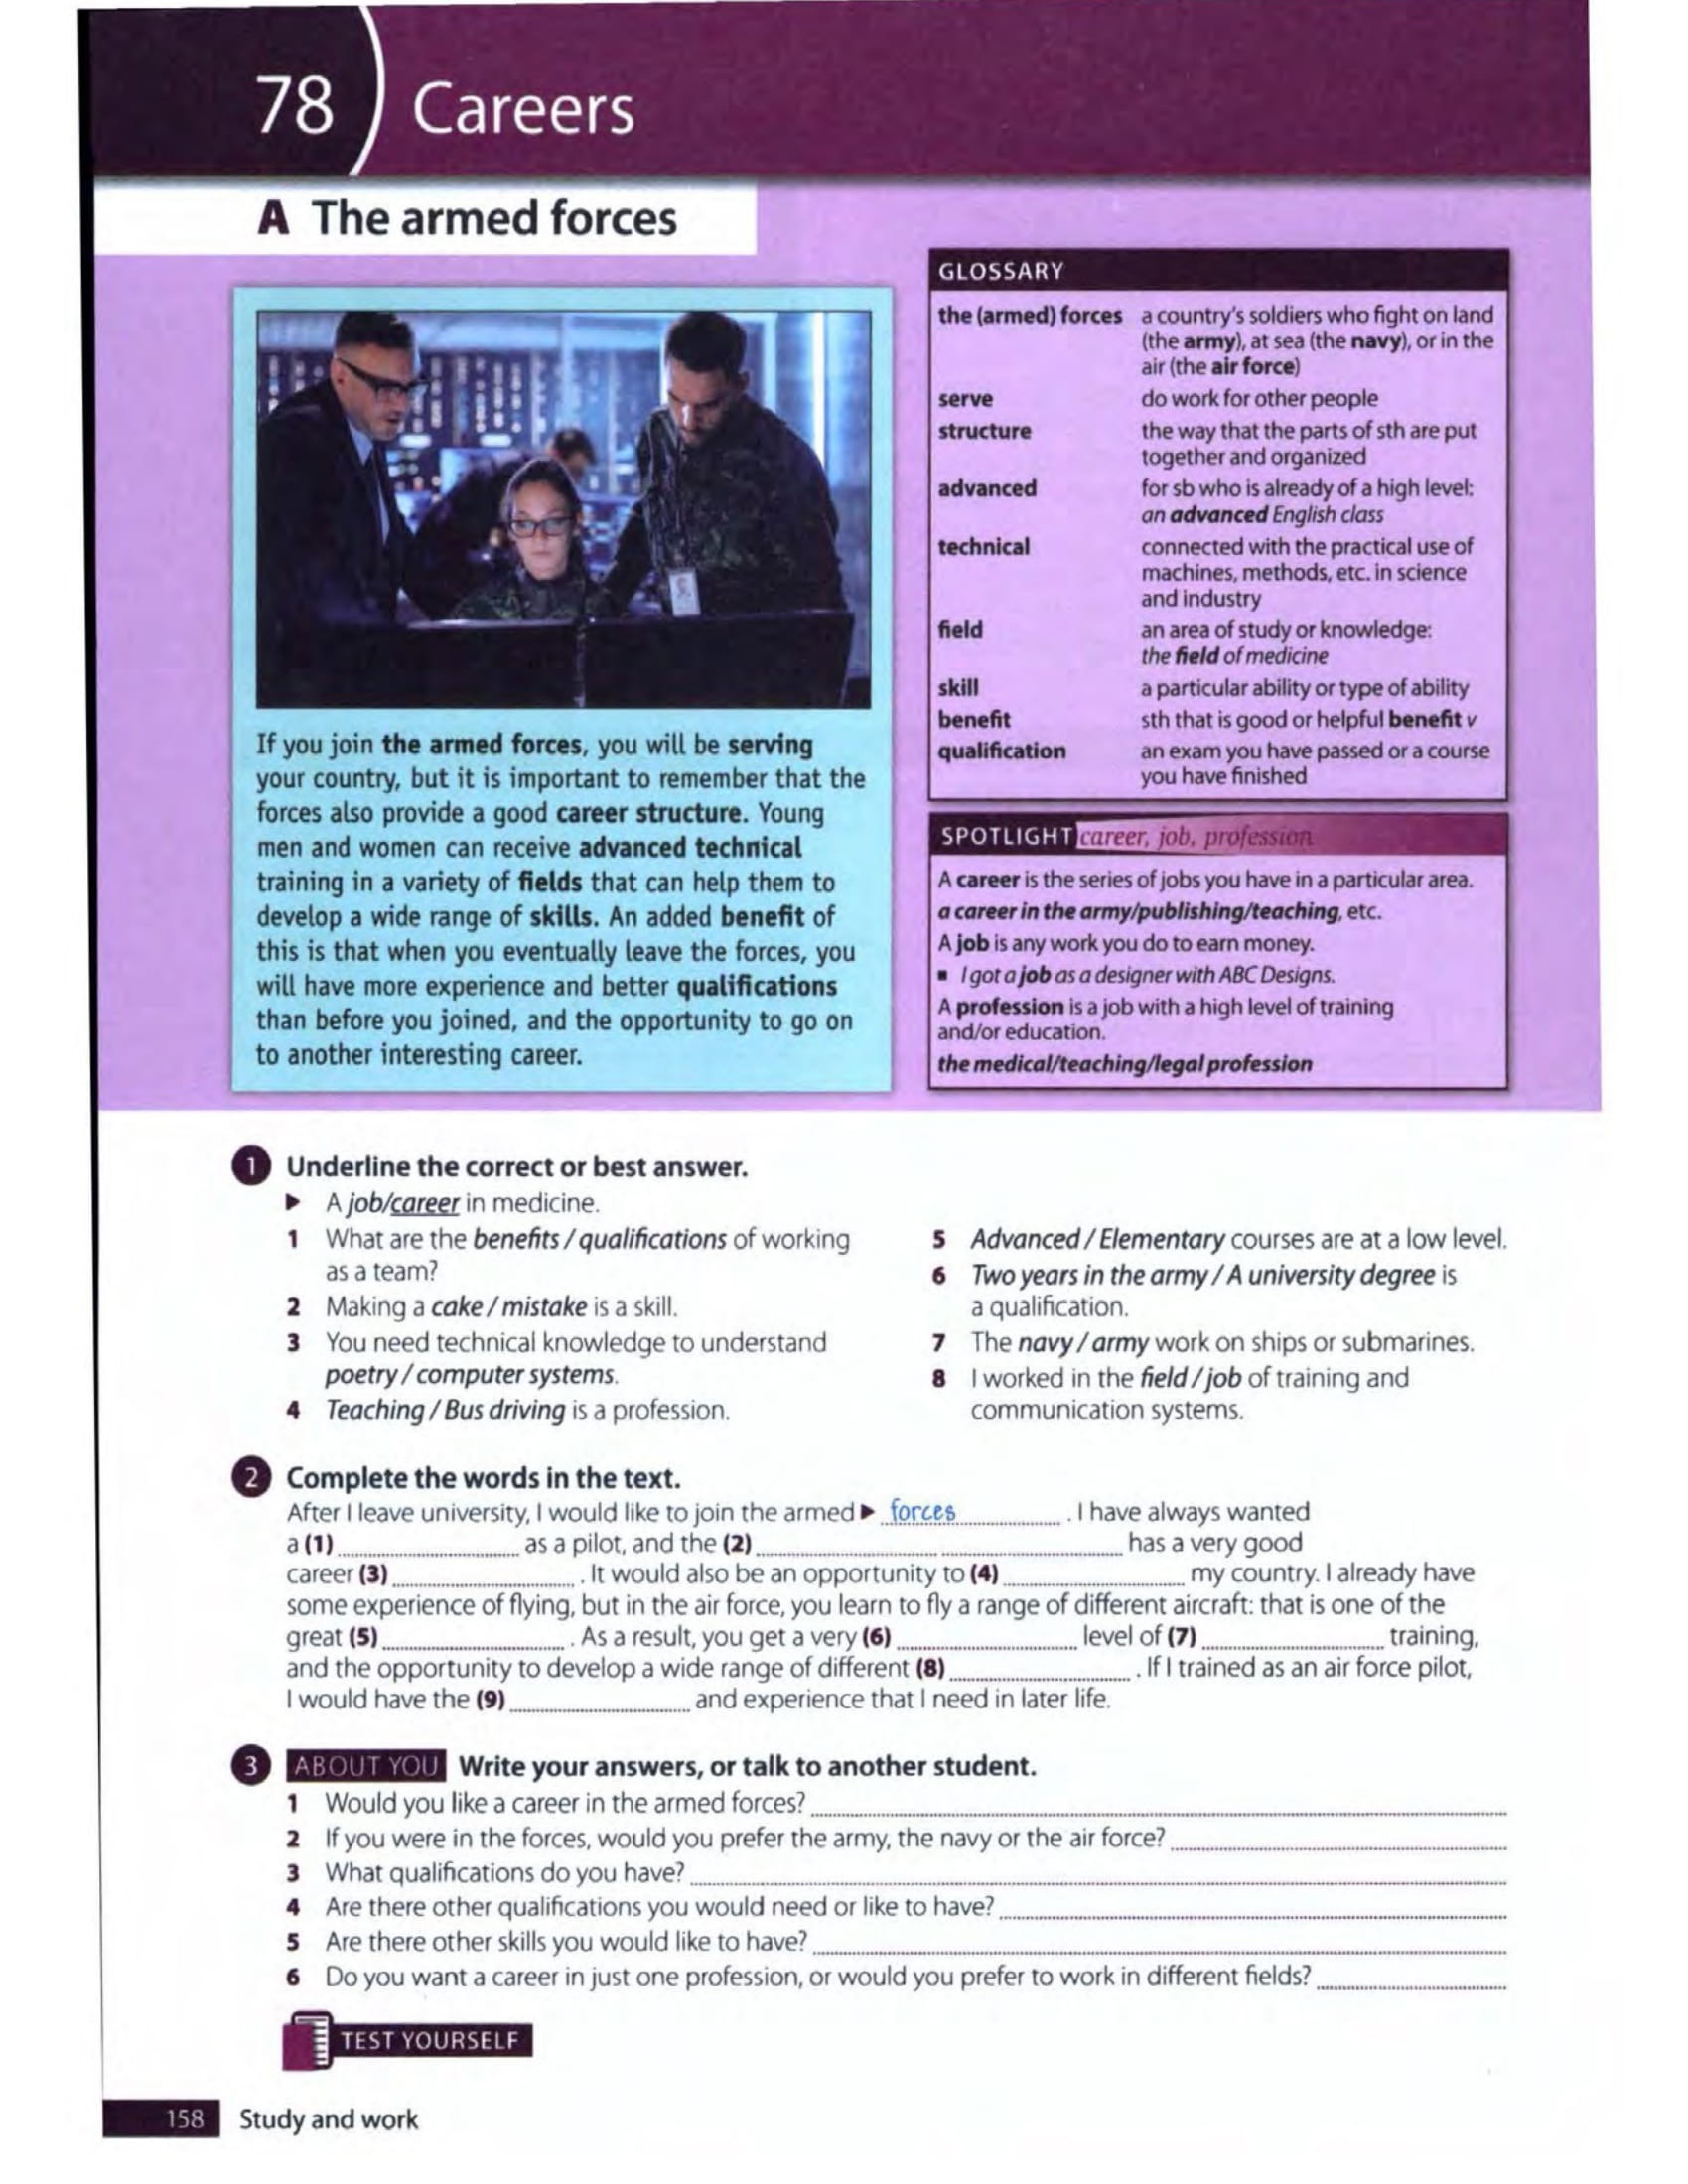 78 Careers
A The armed forces
If you join the armed forces, you will be serving
your country, but it is important to remember that the
forces also provide a good career structure. Young
men and women can receive advanced technical
training in a variety of fields that can help them to
develop a wide range of skills. An added benefit of
this is that when you eventually leave the forces, you
will have more experience and better qualifications
than before you joined, and the opportunity to go on
to another interesting career.
GLOSSARY
the (armed) forces a country's soldiers who fight on land
(the army), at sea (the navy), or in the
air (the air force)
serve do work for other people
structure the way that the parts of sth are put
together and organized
advanced for sb who is already of a high level:
an advanced English class
technical connected with the practical use of
machines, methods, etc. in science
and industry
field an area of study or knowledge:
the field of medicine
skill a particular ability or type of ability
benefit sth that is good or helpful benefit v
qualification an exam you have passed or a course
you have finished
SPOTLIGHT career, job, profession
A career is the series of jobs you have in a particular area.
a career in the army/publishing/teaching, etc.
A job is any work you do to earn money.
▪ I got a job as a designer with ABC Designs.
A profession is a job with a high level of training
and/or education.
the medical/teaching/legal profession
1 Underline the correct or best answer.
▶ A job/career in medicine.
1 What are the benefits / qualifications of working
as a team?
2 Making a cake / mistake is a skill.
3 You need technical knowledge to understand
poetry / computer systems.
4 Teaching / Bus driving is a profession.
5 Advanced / Elementary courses are at a low level.
6 Two years in the army / A university degree is
a qualification.
7 The navy / army work on ships or submarines.
8 I worked in the field / job of training and
communication systems.
2 Complete the words in the text.
After I leave university, I would like to join the armed ▶ forces . I have always wanted
a (1) as a pilot, and the (2) has a very good
career (3) . It would also be an opportunity to (4) my country. I already have
some experience of flying, but in the air force, you learn to fly a range of different aircraft: that is one of the
great (5) . As a result, you get a very (6) level of (7) training,
and the opportunity to develop a wide range of different (8) . If I trained as an air force pilot,
I would have the (9) and experience that I need in later life.
3 ABOUT YOU Write your answers, or talk to another student.
1 Would you like a career in the armed forces?
2 If you were in the forces, would you prefer the army, the navy or the air force?
3 What qualifications do you have?
4 Are there other qualifications you would need or like to have?
5 Are there other skills you would like to have?
6 Do you want a career in just one profession, or would you prefer to work in different fields?
TEST YOURSELF
158 Study and work